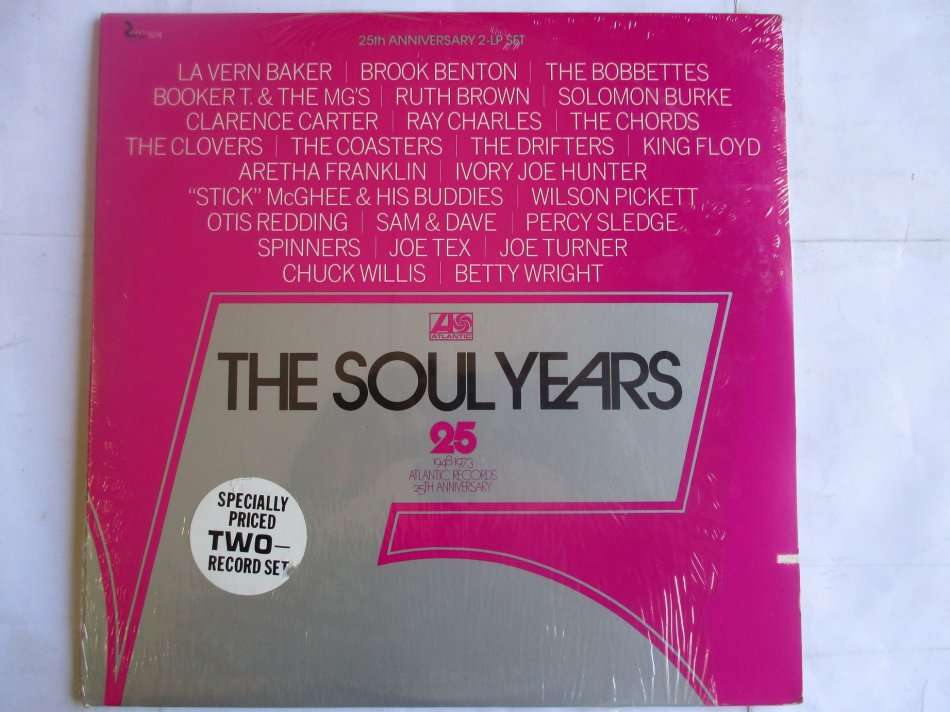 25th ANNIVERSARY 2-LP SET
LA VERN BAKER | BROOK BENTON | THE BOBBETTES
BOOKER T. & THE MG'S | RUTH BROWN | SOLOMON BURKE
CLARENCE CARTER | RAY CHARLES | THE CHORDS
THE CLOVERS | THE COASTERS | THE DRIFTERS | KING FLOYD
ARETHA FRANKLIN | IVORY JOE HUNTER
"STICK" McGHEE & HIS BUDDIES | WILSON PICKETT
OTIS REDDING | SAM & DAVE | PERCY SLEDGE
SPINNERS | JOE TEX | JOE TURNER
CHUCK WILLIS | BETTY WRIGHT
ATLANTIC
THE SOUL YEARS
25
1948-1973
ATLANTIC RECORDS
25TH ANNIVERSARY
SPECIALLY
PRICED
TWO—
RECORD SET